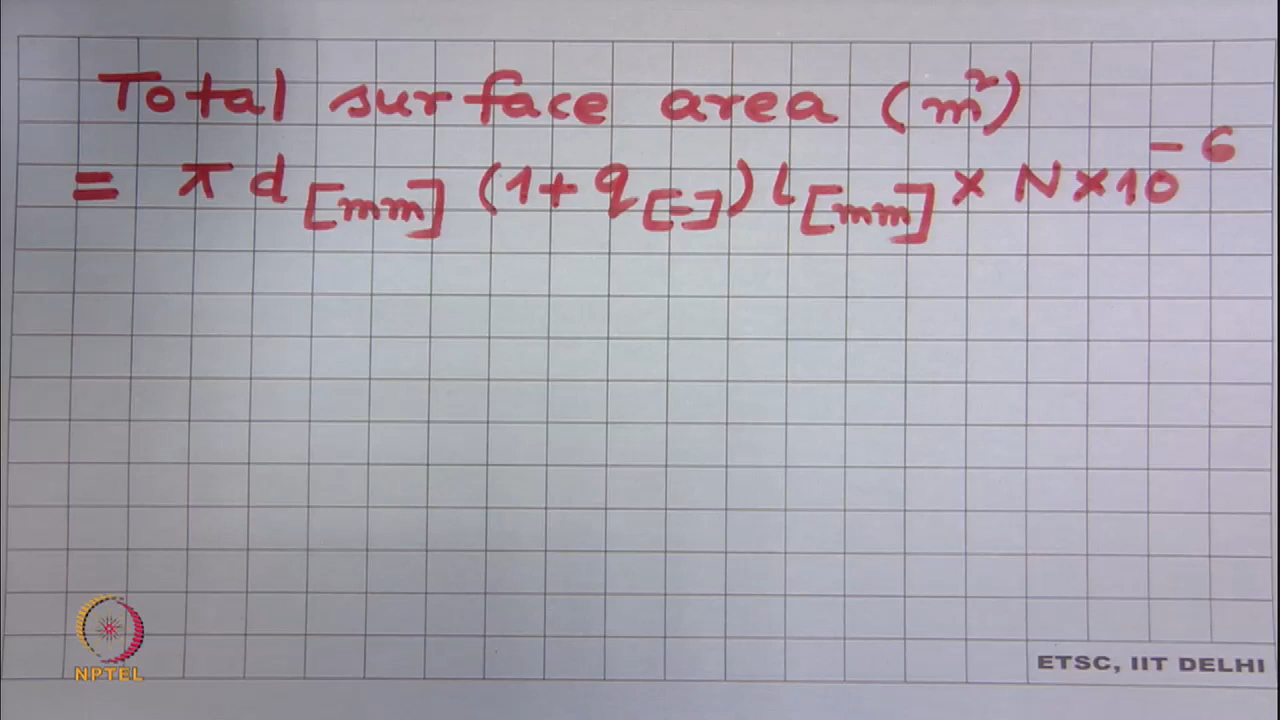 Total surface area (m²)
= π d [mm] (1 + q [-]) l [mm] × N × 10⁻⁶
NPTEL
ETSC, IIT DELHI